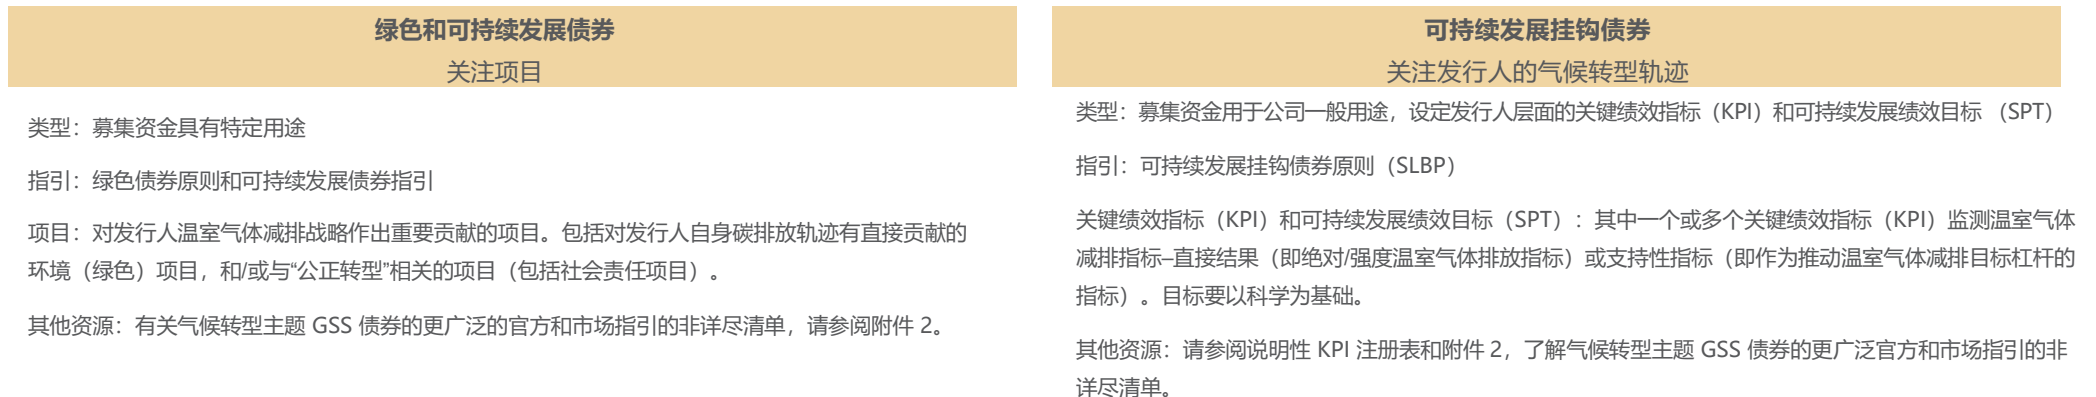 绿色和可持续发展债券
关注项目
类型：募集资金具有特定用途
指引：绿色债券原则和可持续发展债券指引
项目：对发行人温室气体减排战略作出重要贡献的项目。包括对发行人自身碳排放轨迹有直接贡献的
环境（绿色）项目，和/或与“公正转型”相关的项目（包括社会责任项目）。
其他资源：有关气候转型主题 GSS 债券的更广泛的官方和市场指引的非详尽清单，请参阅附件 2。
可持续发展挂钩债券
关注发行人的气候转型轨迹
类型：募集资金用于公司一般用途，设定发行人层面的关键绩效指标（KPI）和可持续发展绩效目标 （SPT）
指引：可持续发展挂钩债券原则（SLBP）
关键绩效指标（KPI）和可持续发展绩效目标（SPT）：其中一个或多个关键绩效指标（KPI）监测温室气体
减排指标–直接结果（即绝对/强度温室气体排放指标）或支持性指标（即作为推动温室气体减排目标杠杆的
指标）。目标要以科学为基础。
其他资源：请参阅说明性 KPI 注册表和附件 2，了解气候转型主题 GSS 债券的更广泛官方和市场指引的非
详尽清单。